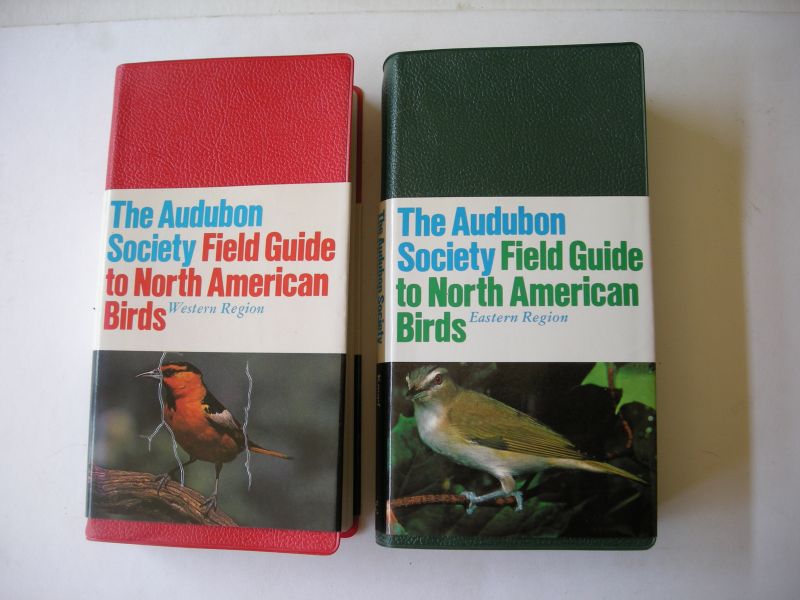 The Audubon
Society Field Guide
to North American
Birds Western Region
The Audubon Society
The Audubon
Society Field Guide
to North American
Birds Eastern Region